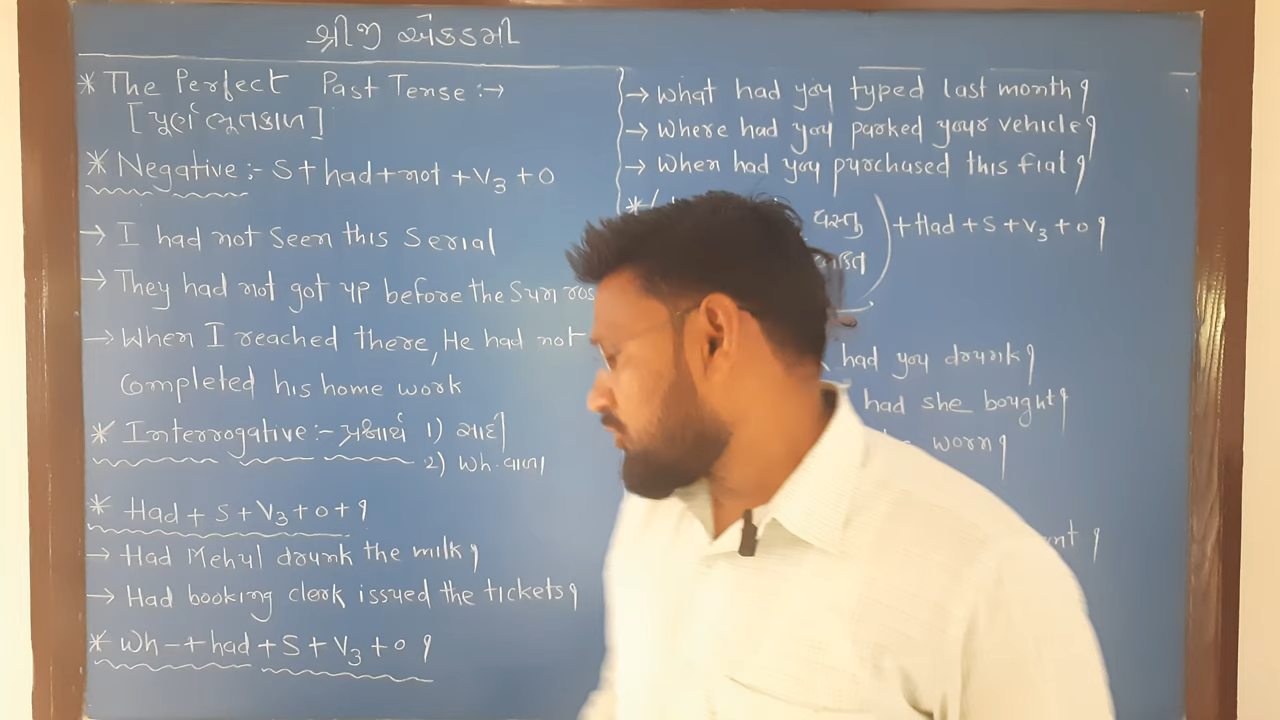 શ્રીજી એકેડમી
* The Perfect Past Tense :→
[પૂર્ણ ભૂતકાળ]
* Negative :- S + had + not + V3 + O
→ I had not seen this Serial
→ They had not got up before the Sun ros
→ When I reached there, He had not
completed his home work
* Interrogative :- પ્રશ્નાર્થ 1) સાદાં
2) Wh. વાળા
* Had + S + V3 + O + ?
→ Had Mehul drunk the milk?
→ Had booking clerk issued the tickets?
* Wh- + had + S + V3 + O ?
→ What had you typed last month?
→ Where had you parked your vehicle?
→ When had you purchased this fiat?
*(
વસ્તુ ) + Had + S + V3 + O ?
had you drunk?
had she bought?
worn?